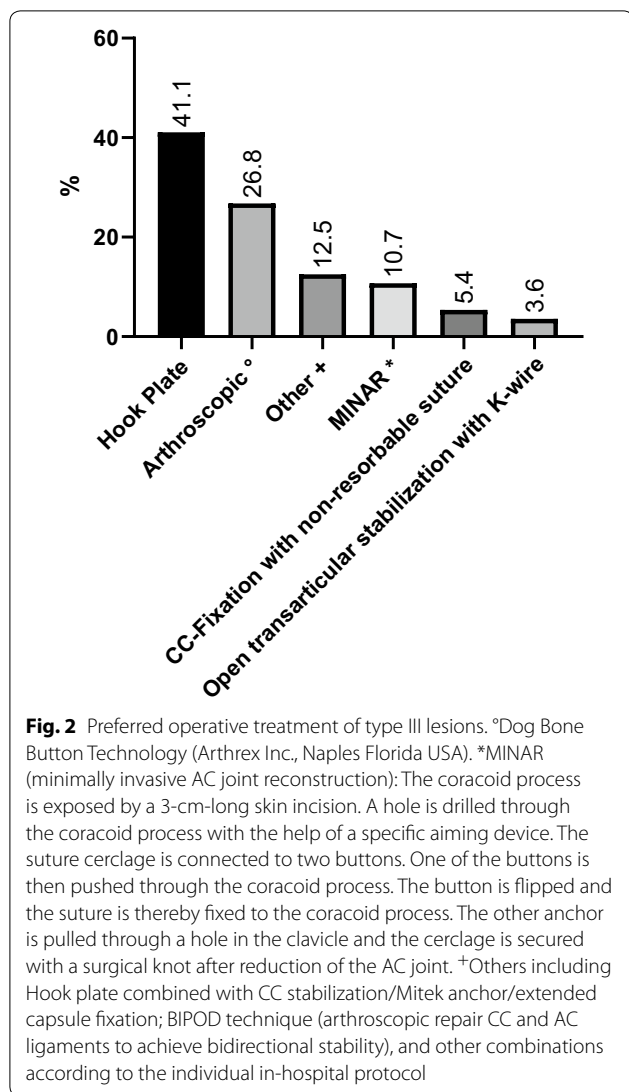 60
40
20
0
%
41.1
26.8
12.5
10.7
5.4
3.6
Hook Plate
Arthroscopic °
Other +
MINAR *
CC-Fixation with non-resorbable suture
Open transarticular stabilization with K-wire
Fig. 2 Preferred operative treatment of type III lesions. °Dog Bone
Button Technology (Arthrex Inc., Naples Florida USA). *MINAR
(minimally invasive AC joint reconstruction): The coracoid process
is exposed by a 3-cm-long skin incision. A hole is drilled through
the coracoid process with the help of a specific aiming device. The
suture cerclage is connected to two buttons. One of the buttons is
then pushed through the coracoid process. The button is flipped and
the suture is thereby fixed to the coracoid process. The other anchor
is pulled through a hole in the clavicle and the cerclage is secured
with a surgical knot after reduction of the AC joint. +Others including
Hook plate combined with CC stabilization/Mitek anchor/extended
capsule fixation; BIPOD technique (arthroscopic repair CC and AC
ligaments to achieve bidirectional stability), and other combinations
according to the individual in-hospital protocol